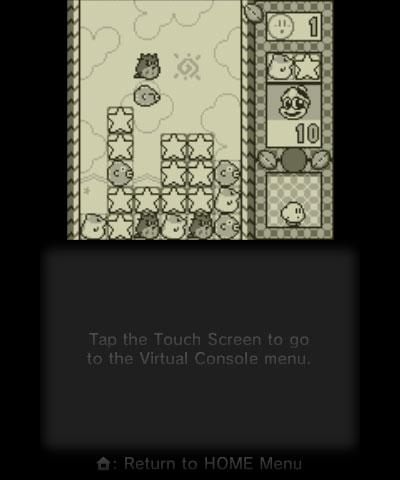 1
10
Tap the Touch Screen to go
to the Virtual Console menu.
: Return to HOME Menu